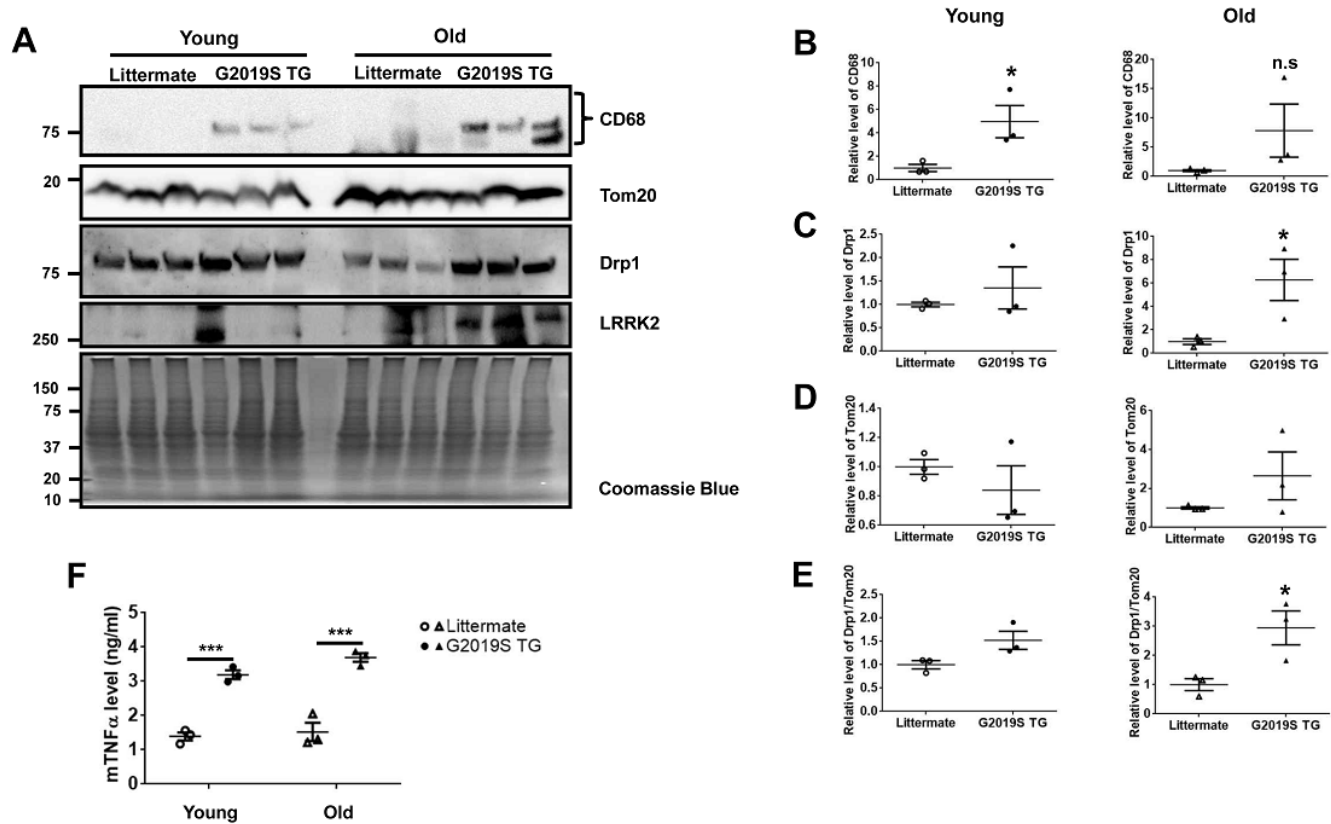 A
Young Old
Littermate G2019S TG Littermate G2019S TG
75
CD68
20
Tom20
75
Drp1
250
LRRK2
150
75
37
20
10
Coomassie Blue
Young Old
B
Relative level of CD68
10
8
6
4
2
0
*
Littermate G2019S TG
Relative level of CD68
20
15
10
5
0
n.s
Littermate G2019S TG
C
Relative level of Drp1
2.5
2.0
1.5
1.0
0.5
0.0
Littermate G2019S TG
Relative level of Drp1
10
8
6
4
2
0
*
Littermate G2019S TG
D
Relative level of Tom20
1.4
1.2
1.0
0.8
0.6
Littermate G2019S TG
Relative level of Tom20
6
4
2
0
Littermate G2019S TG
E
Relative level of Drp1/Tom20
2.5
2.0
1.5
1.0
0.5
0.0
Littermate G2019S TG
Relative level of Drp1/Tom20
4
3
2
1
0
*
Littermate G2019S TG
F
mTNFα level (ng/ml)
5
4
3
2
1
0
*** ***
Littermate
G2019S TG
Young Old